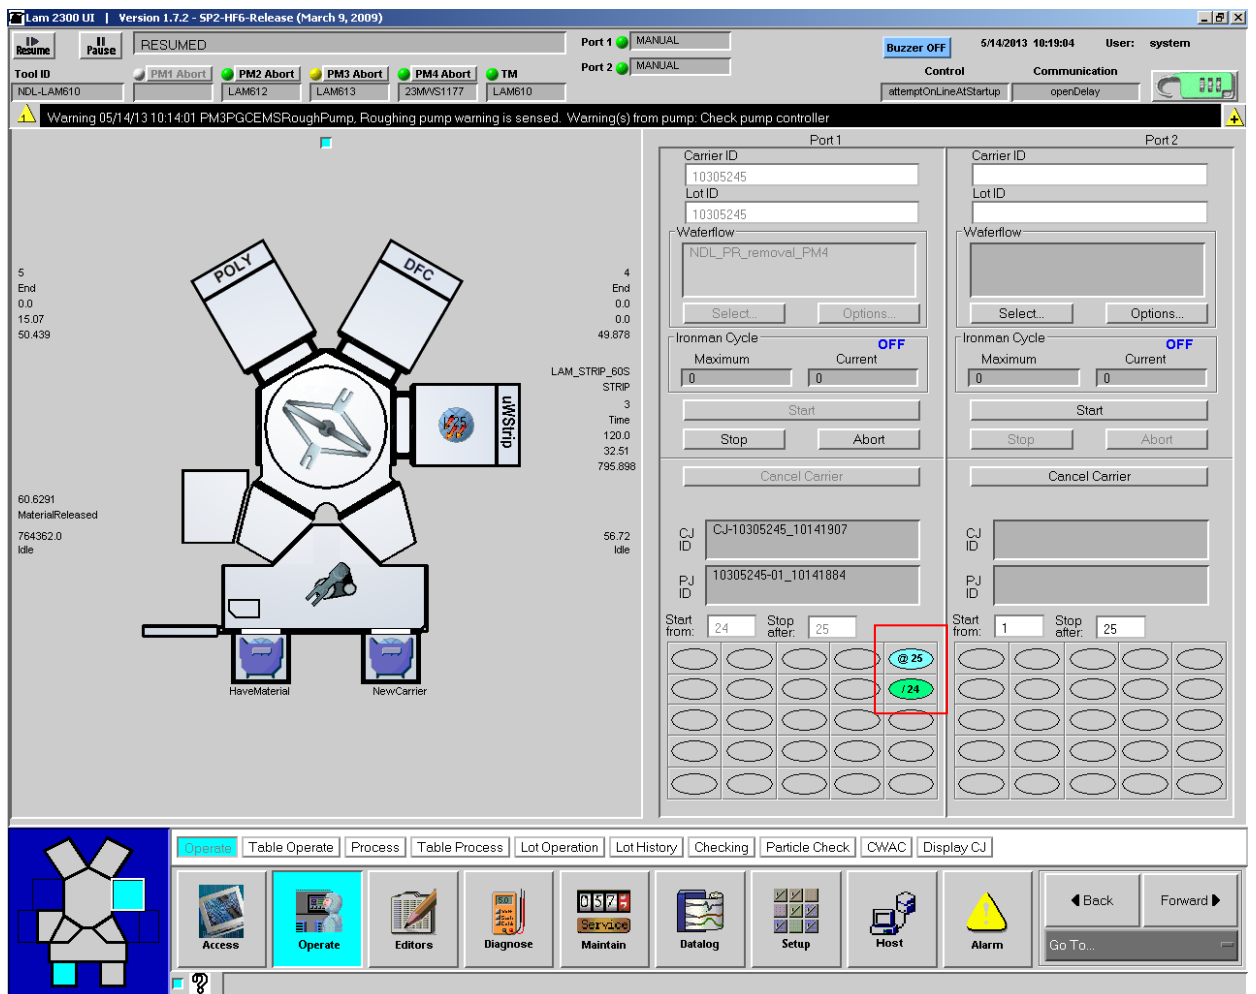 Lam 2300 UI | Version 1.7.2 - SP2-HF6-Release (March 9, 2009)
Resume
Pause
RESUMED
Port 1 MANUAL
Port 2 MANUAL
Buzzer OFF
5/14/2013 10:19:04 User: system
Tool ID
NDL-LAM610
PM1 Abort
PM2 Abort
LAM612
PM3 Abort
LAM613
PM4 Abort
23MWS1177
TM
LAM610
Control
attemptOnLineAtStartup
Communication
openDelay
Warning 05/14/13 10:14:01 PM3PGCEMSRoughPump, Roughing pump warning is sensed. Warning(s) from pump: Check pump controller
5
End
0.0
15.07
50.439
POLY
DFC
4
End
0.0
0.0
49.878
LAM_STRIP_60S
STRIP
3
Time
120.0
32.51
795.898
uWStrip
60.6291
MaterialReleased
764362.0
Idle
56.72
Idle
HaveMaterial
NewCarrier
Port 1
Carrier ID
10305245
Lot ID
10305245
Waferflow
NDL_PR_removal_PM4
Select...
Options...
Ironman Cycle
OFF
Maximum Current
0 0
Start
Stop
Abort
Cancel Carrier
CJ ID
CJ-10305245_10141907
PJ ID
10305245-01_10141884
Start from: 24 Stop after: 25
@ 25
/ 24
Port 2
Carrier ID
Lot ID
Waferflow
Select...
Options...
Ironman Cycle
OFF
Maximum Current
0 0
Start
Stop
Abort
Cancel Carrier
CJ ID
PJ ID
Start from: 1 Stop after: 25
Operate
Table Operate
Process
Table Process
Lot Operation
Lot History
Checking
Particle Check
CWAC
Display CJ
Access
Operate
Editors
Diagnose
Service
Maintain
Datalog
Setup
Host
Alarm
Back
Forward
Go To...